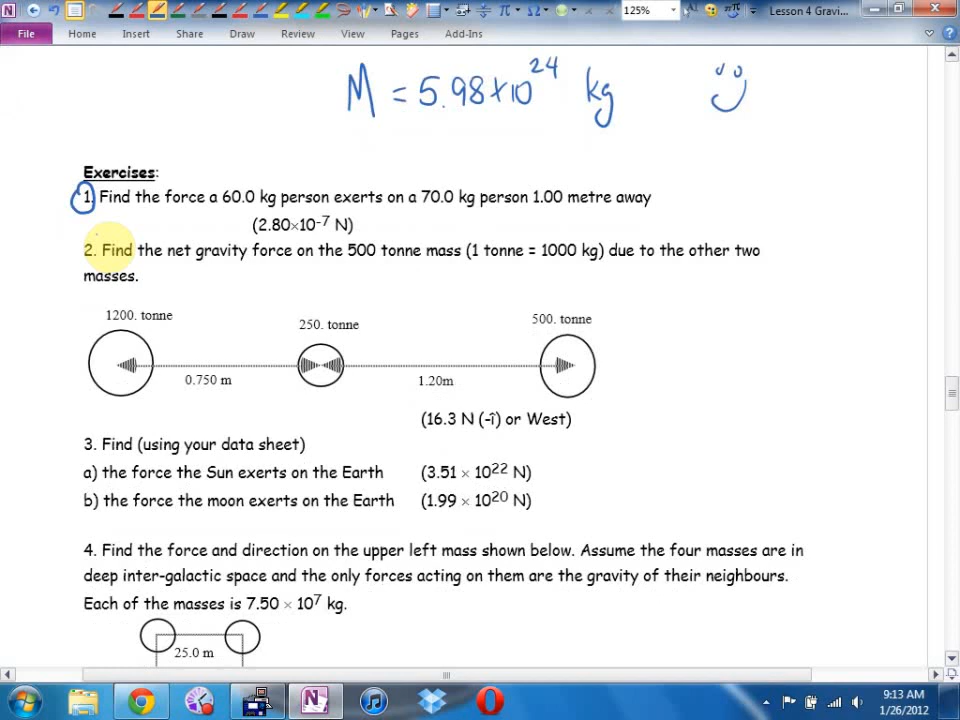 125%
Lesson 4 Gravi...
File Home Insert Share Draw Review View Pages Add-Ins
M = 5.98×10^24 kg
Exercises:
1. Find the force a 60.0 kg person exerts on a 70.0 kg person 1.00 metre away
(2.80×10-7 N)
2. Find the net gravity force on the 500 tonne mass (1 tonne = 1000 kg) due to the other two
masses.
1200. tonne
250. tonne
500. tonne
0.750 m
1.20m
(16.3 N (-î) or West)
3. Find (using your data sheet)
a) the force the Sun exerts on the Earth (3.51 × 10^22 N)
b) the force the moon exerts on the Earth (1.99 × 10^20 N)
4. Find the force and direction on the upper left mass shown below. Assume the four masses are in
deep inter-galactic space and the only forces acting on them are the gravity of their neighbours.
Each of the masses is 7.50 × 10^7 kg.
25.0 m
9:13 AM
1/26/2012